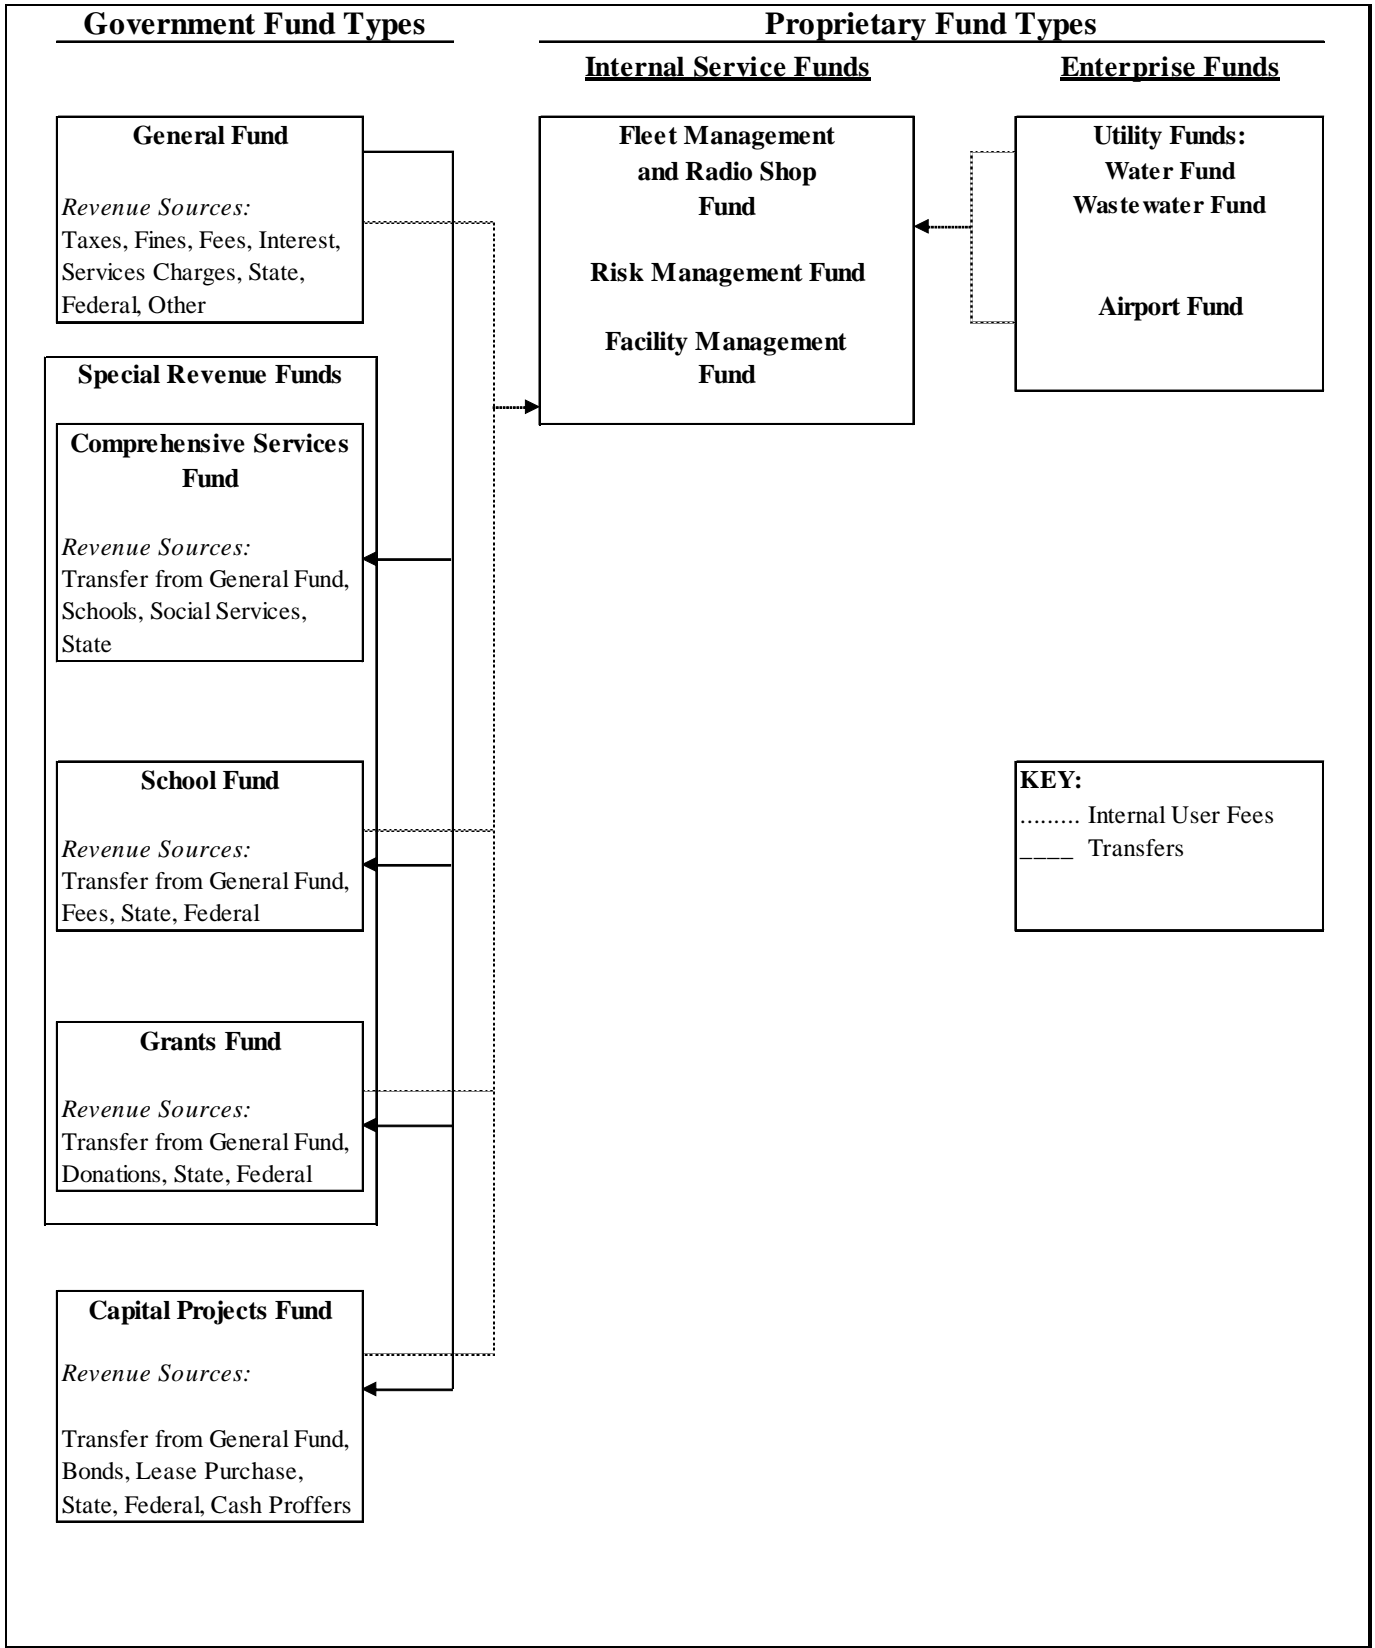 Government Fund Types
Proprietary Fund Types
Internal Service Funds
Enterprise Funds
General Fund
Revenue Sources:
Taxes, Fines, Fees, Interest,
Services Charges, State,
Federal, Other
Special Revenue Funds
Comprehensive Services
Fund
Revenue Sources:
Transfer from General Fund,
Schools, Social Services,
State
School Fund
Revenue Sources:
Transfer from General Fund,
Fees, State, Federal
Grants Fund
Revenue Sources:
Transfer from General Fund,
Donations, State, Federal
Capital Projects Fund
Revenue Sources:
Transfer from General Fund,
Bonds, Lease Purchase,
State, Federal, Cash Proffers
Fleet Management
and Radio Shop
Fund
Risk Management Fund
Facility Management
Fund
Utility Funds:
Water Fund
Wastewater Fund
Airport Fund
KEY:
......... Internal User Fees
____ Transfers